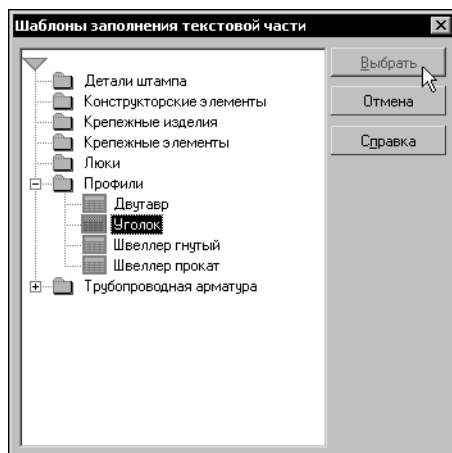 Шаблоны заполнения текстовой части
Выбрать
Отмена
Справка
Детали штампа
Конструкторские элементы
Крепежные изделия
Крепежные элементы
Люки
Профили
Двутавр
Уголок
Швеллер гнутый
Швеллер прокат
Трубопроводная арматура